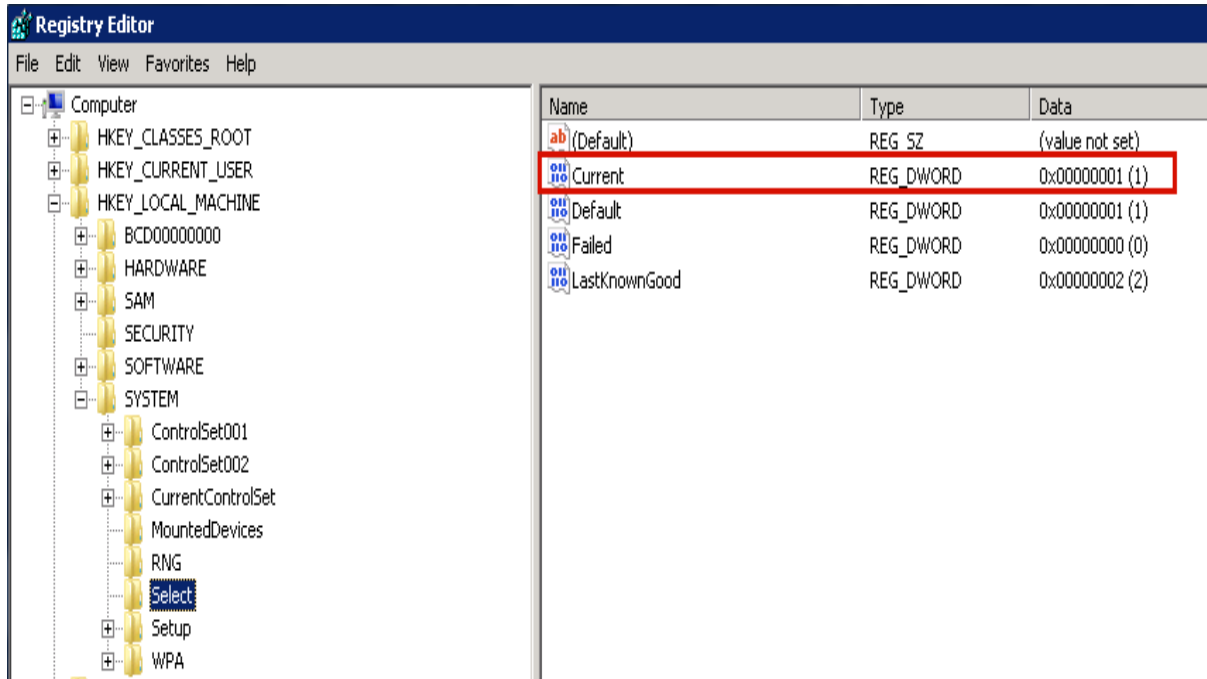 Registry Editor
File Edit View Favorites Help
Computer
HKEY_CLASSES_ROOT
HKEY_CURRENT_USER
HKEY_LOCAL_MACHINE
BCD00000000
HARDWARE
SAM
SECURITY
SOFTWARE
SYSTEM
ControlSet001
ControlSet002
CurrentControlSet
MountedDevices
RNG
Select
Setup
WPA
Name Type Data
ab (Default) REG_SZ (value not set)
Current REG_DWORD 0x00000001 (1)
Default REG_DWORD 0x00000001 (1)
Failed REG_DWORD 0x00000000 (0)
LastKnownGood REG_DWORD 0x00000002 (2)